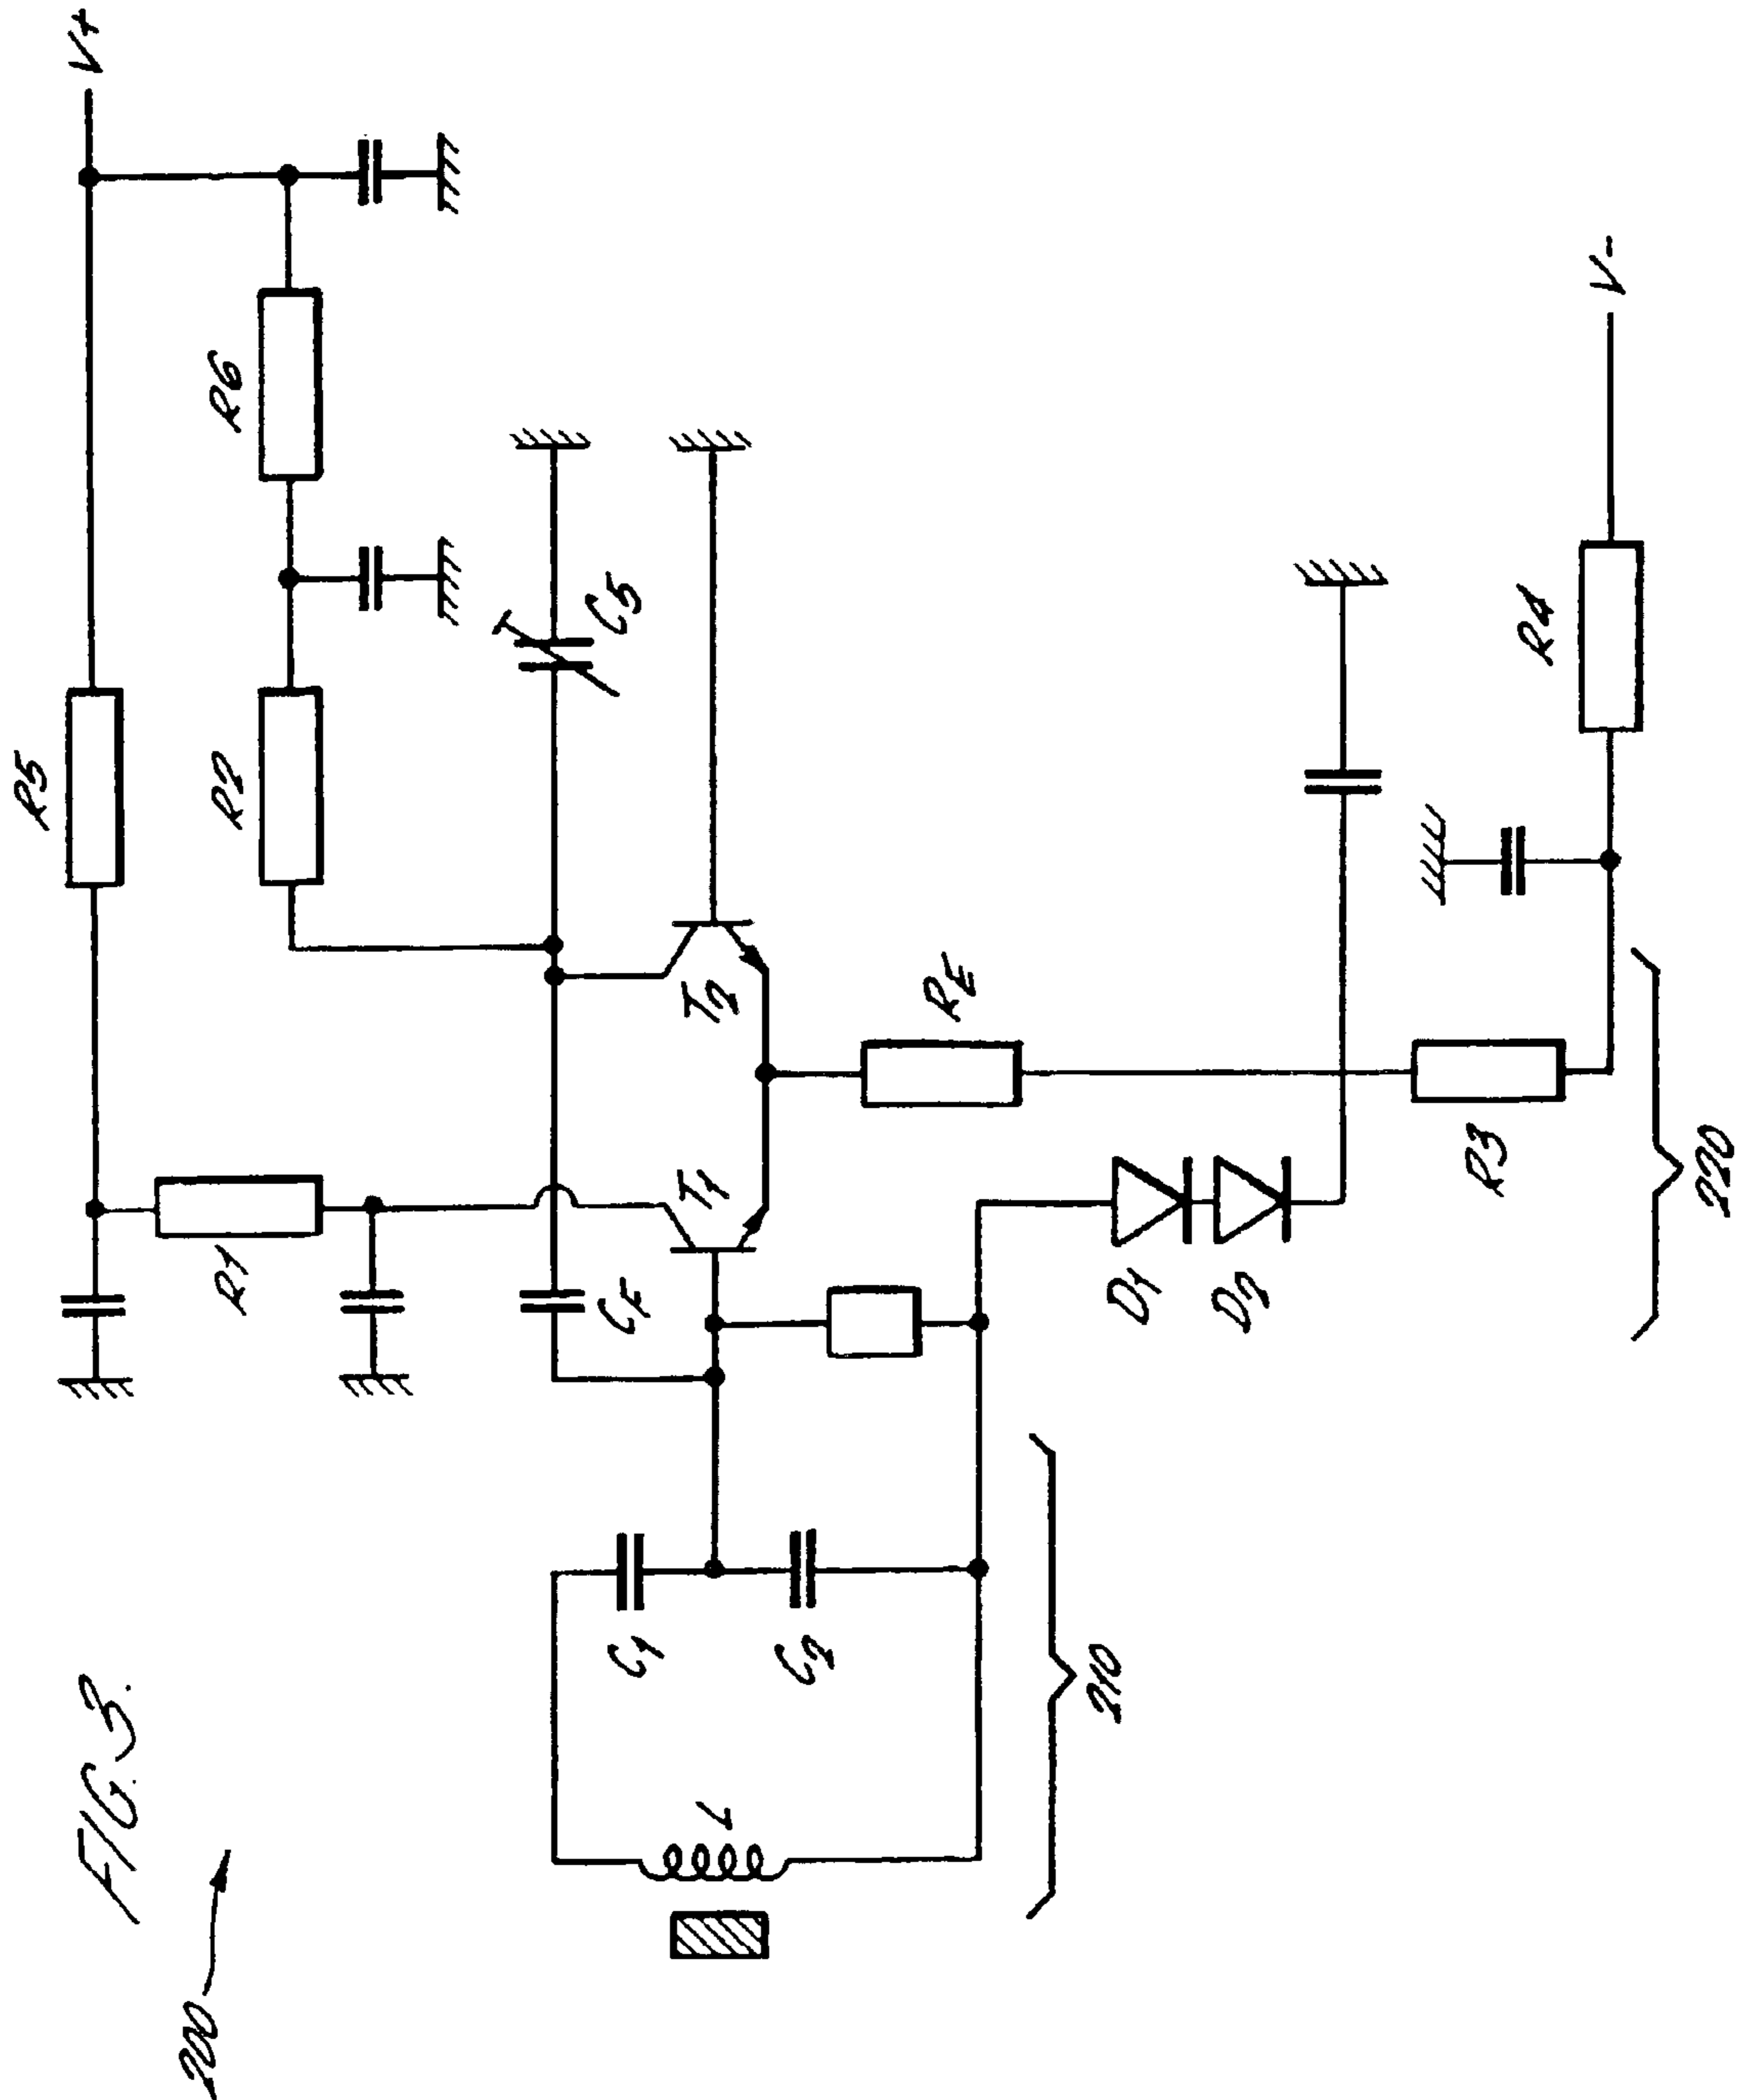 FIG. 3.
200
V+
R5
R6
R2
R1
C5
CF
T1
T2
RE
C1
C2
L
D1
D2
R3
R4
V-
210
220